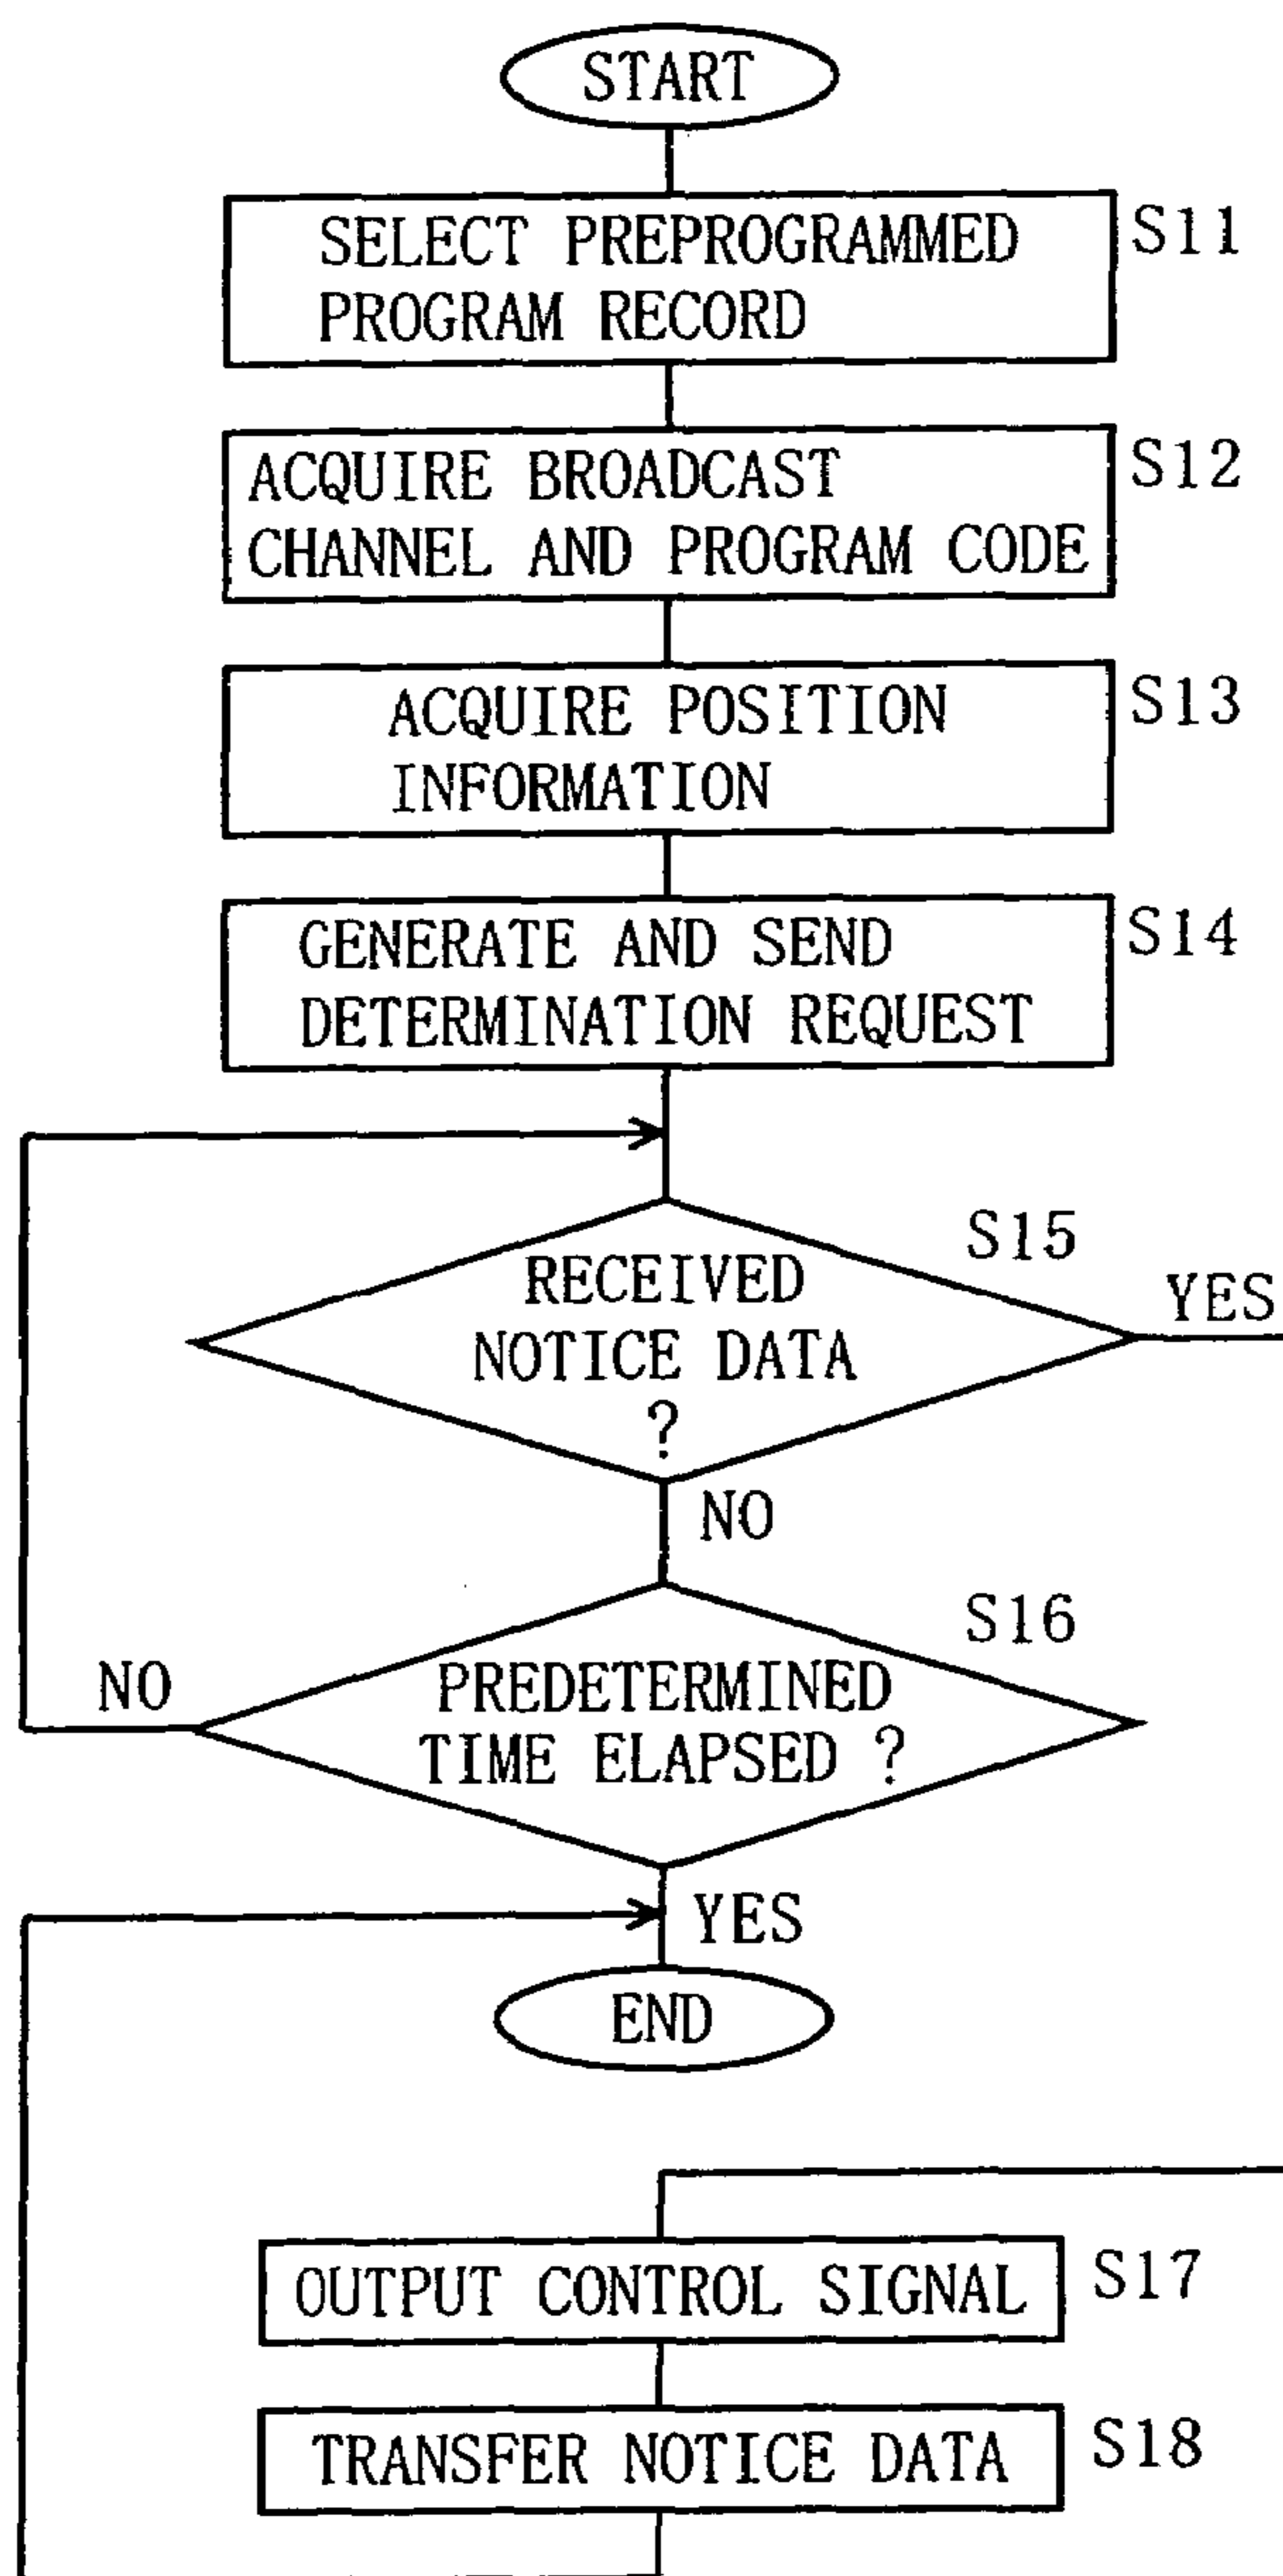 START
SELECT PREPROGRAMMED
PROGRAM RECORD
S11
ACQUIRE BROADCAST
CHANNEL AND PROGRAM CODE
S12
ACQUIRE POSITION
INFORMATION
S13
GENERATE AND SEND
DETERMINATION REQUEST
S14
S15
RECEIVED
NOTICE DATA
?
YES
NO
S16
PREDETERMINED
TIME ELAPSED ?
NO
YES
END
OUTPUT CONTROL SIGNAL
S17
TRANSFER NOTICE DATA
S18